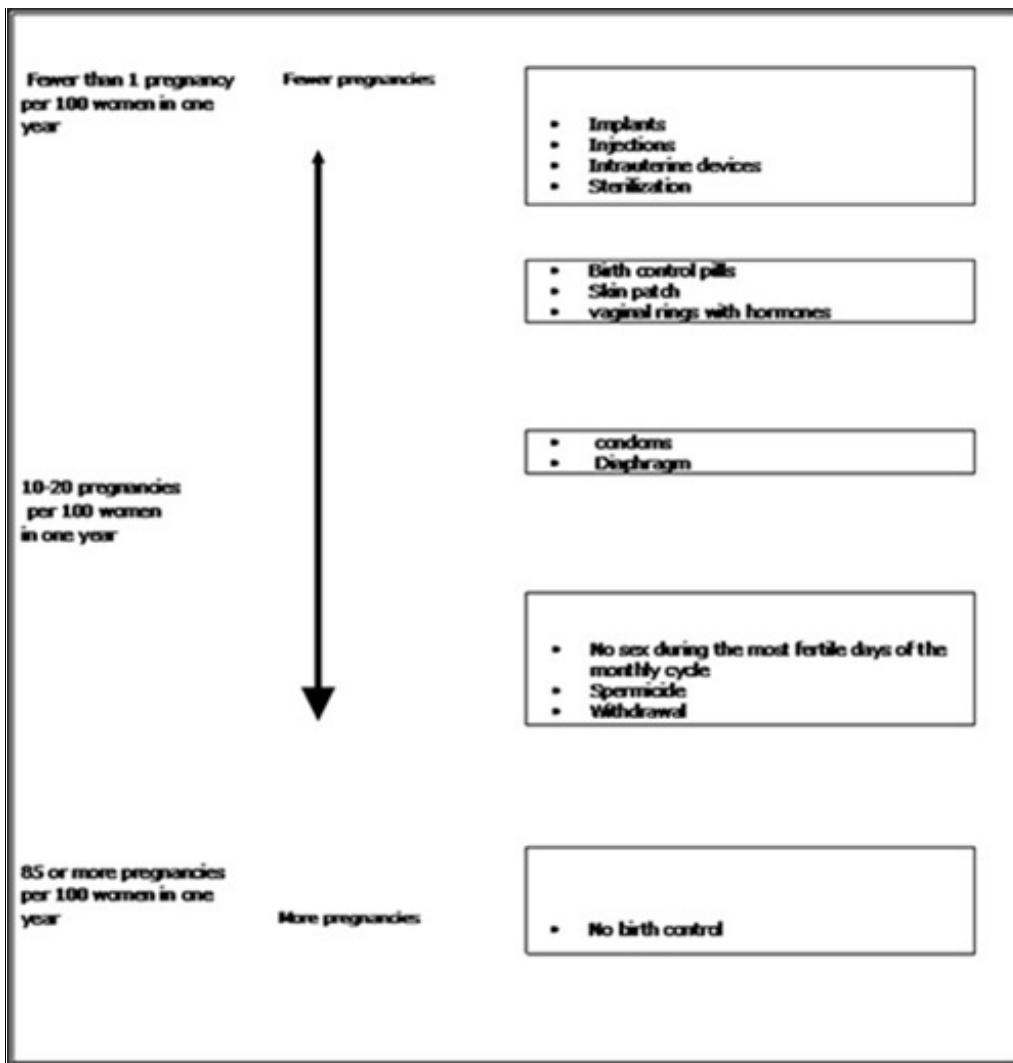 Fewer than 1 pregnancy
per 100 women in one
year
Fewer pregnancies
• Implants
• Injections
• Intrauterine devices
• Sterilization
• Birth control pills
• Skin patch
• vaginal rings with hormones
• condoms
• Diaphragm
10-20 pregnancies
per 100 women
in one year
• No sex during the most fertile days of the
monthly cycle
• Spermicide
• Withdrawal
85 or more pregnancies
per 100 women in one
year
More pregnancies
• No birth control